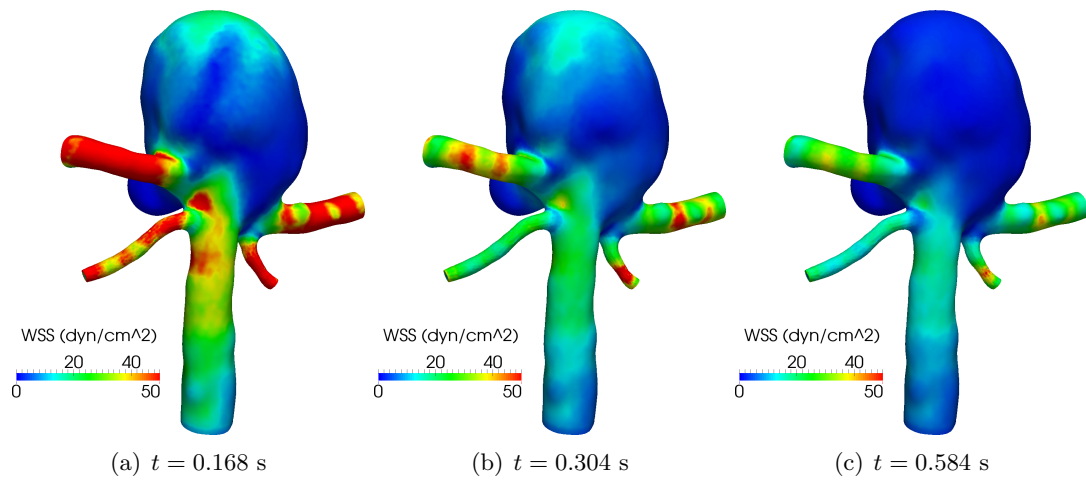 WSS (dyn/cm^2)
20 40
0 50
WSS (dyn/cm^2)
20 40
0 50
WSS (dyn/cm^2)
20 40
0 50
(a) t = 0.168 s
(b) t = 0.304 s
(c) t = 0.584 s